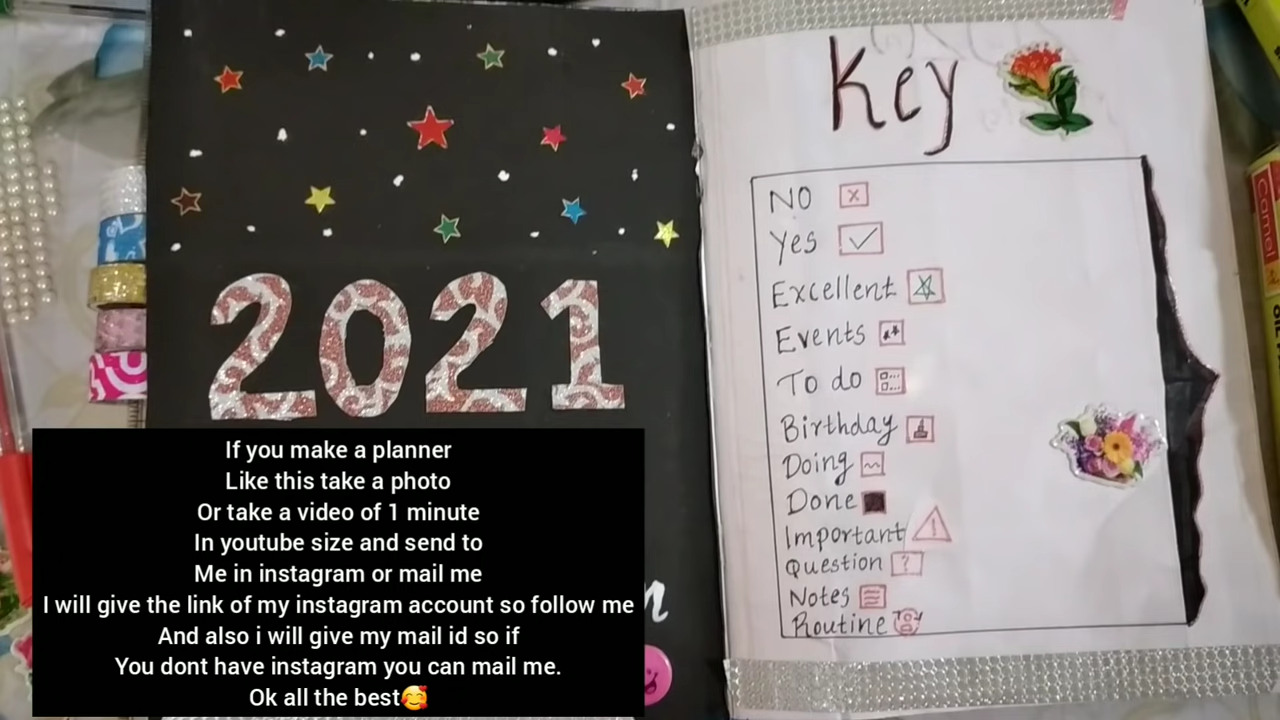 2021
If you make a planner
Like this take a photo
Or take a video of 1 minute
In youtube size and send to
Me in instagram or mail me
I will give the link of my instagram account so follow me
And also i will give my mail id so if
You dont have instagram you can mail me.
Ok all the best🥰
Key
NO
Yes
Excellent
Events
To do
Birthday
Doing
Done
Important
Question
Notes
Routine
Camel